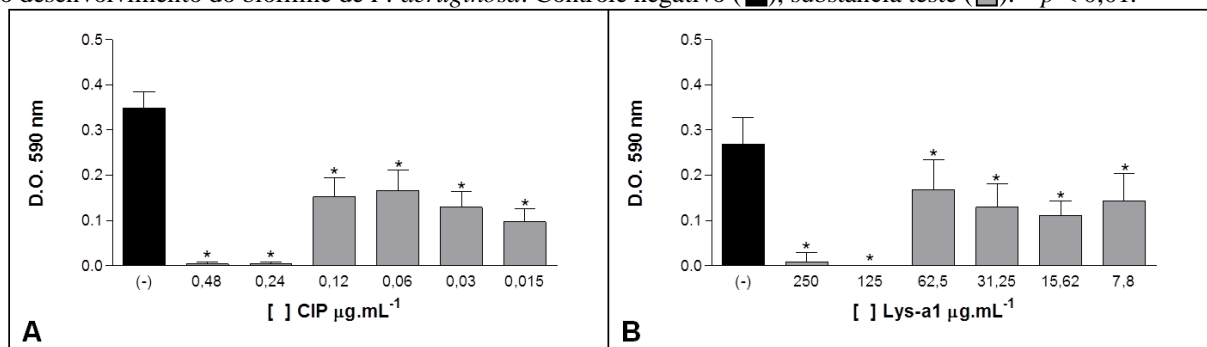 o desenvolvimento do biofilme de P. aeruginosa. Controle negativo (■); substância teste (■). * p < 0,01.
0.5
0.4
0.3
0.2
0.1
0.0
D.O. 590 nm
* * * * * *
(-) 0,48 0,24 0,12 0,06 0,03 0,015
[ ] CIP μg.mL-1
A
0.5
0.4
0.3
0.2
0.1
0.0
D.O. 590 nm
* * * * * *
(-) 250 125 62,5 31,25 15,62 7,8
[ ] Lys-a1 μg.mL-1
B